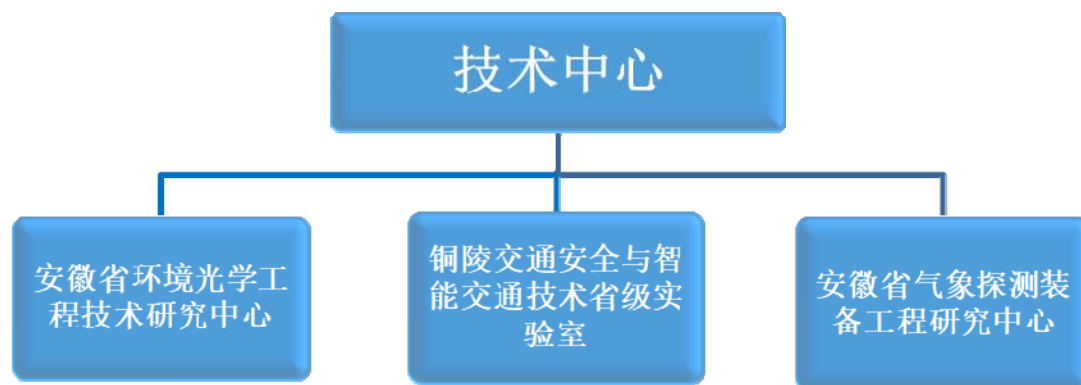 技术中心
安徽省环境光学工
程技术研究中心
铜陵交通安全与智
能交通技术省级实
验室
安徽省气象探测装
备工程研究中心